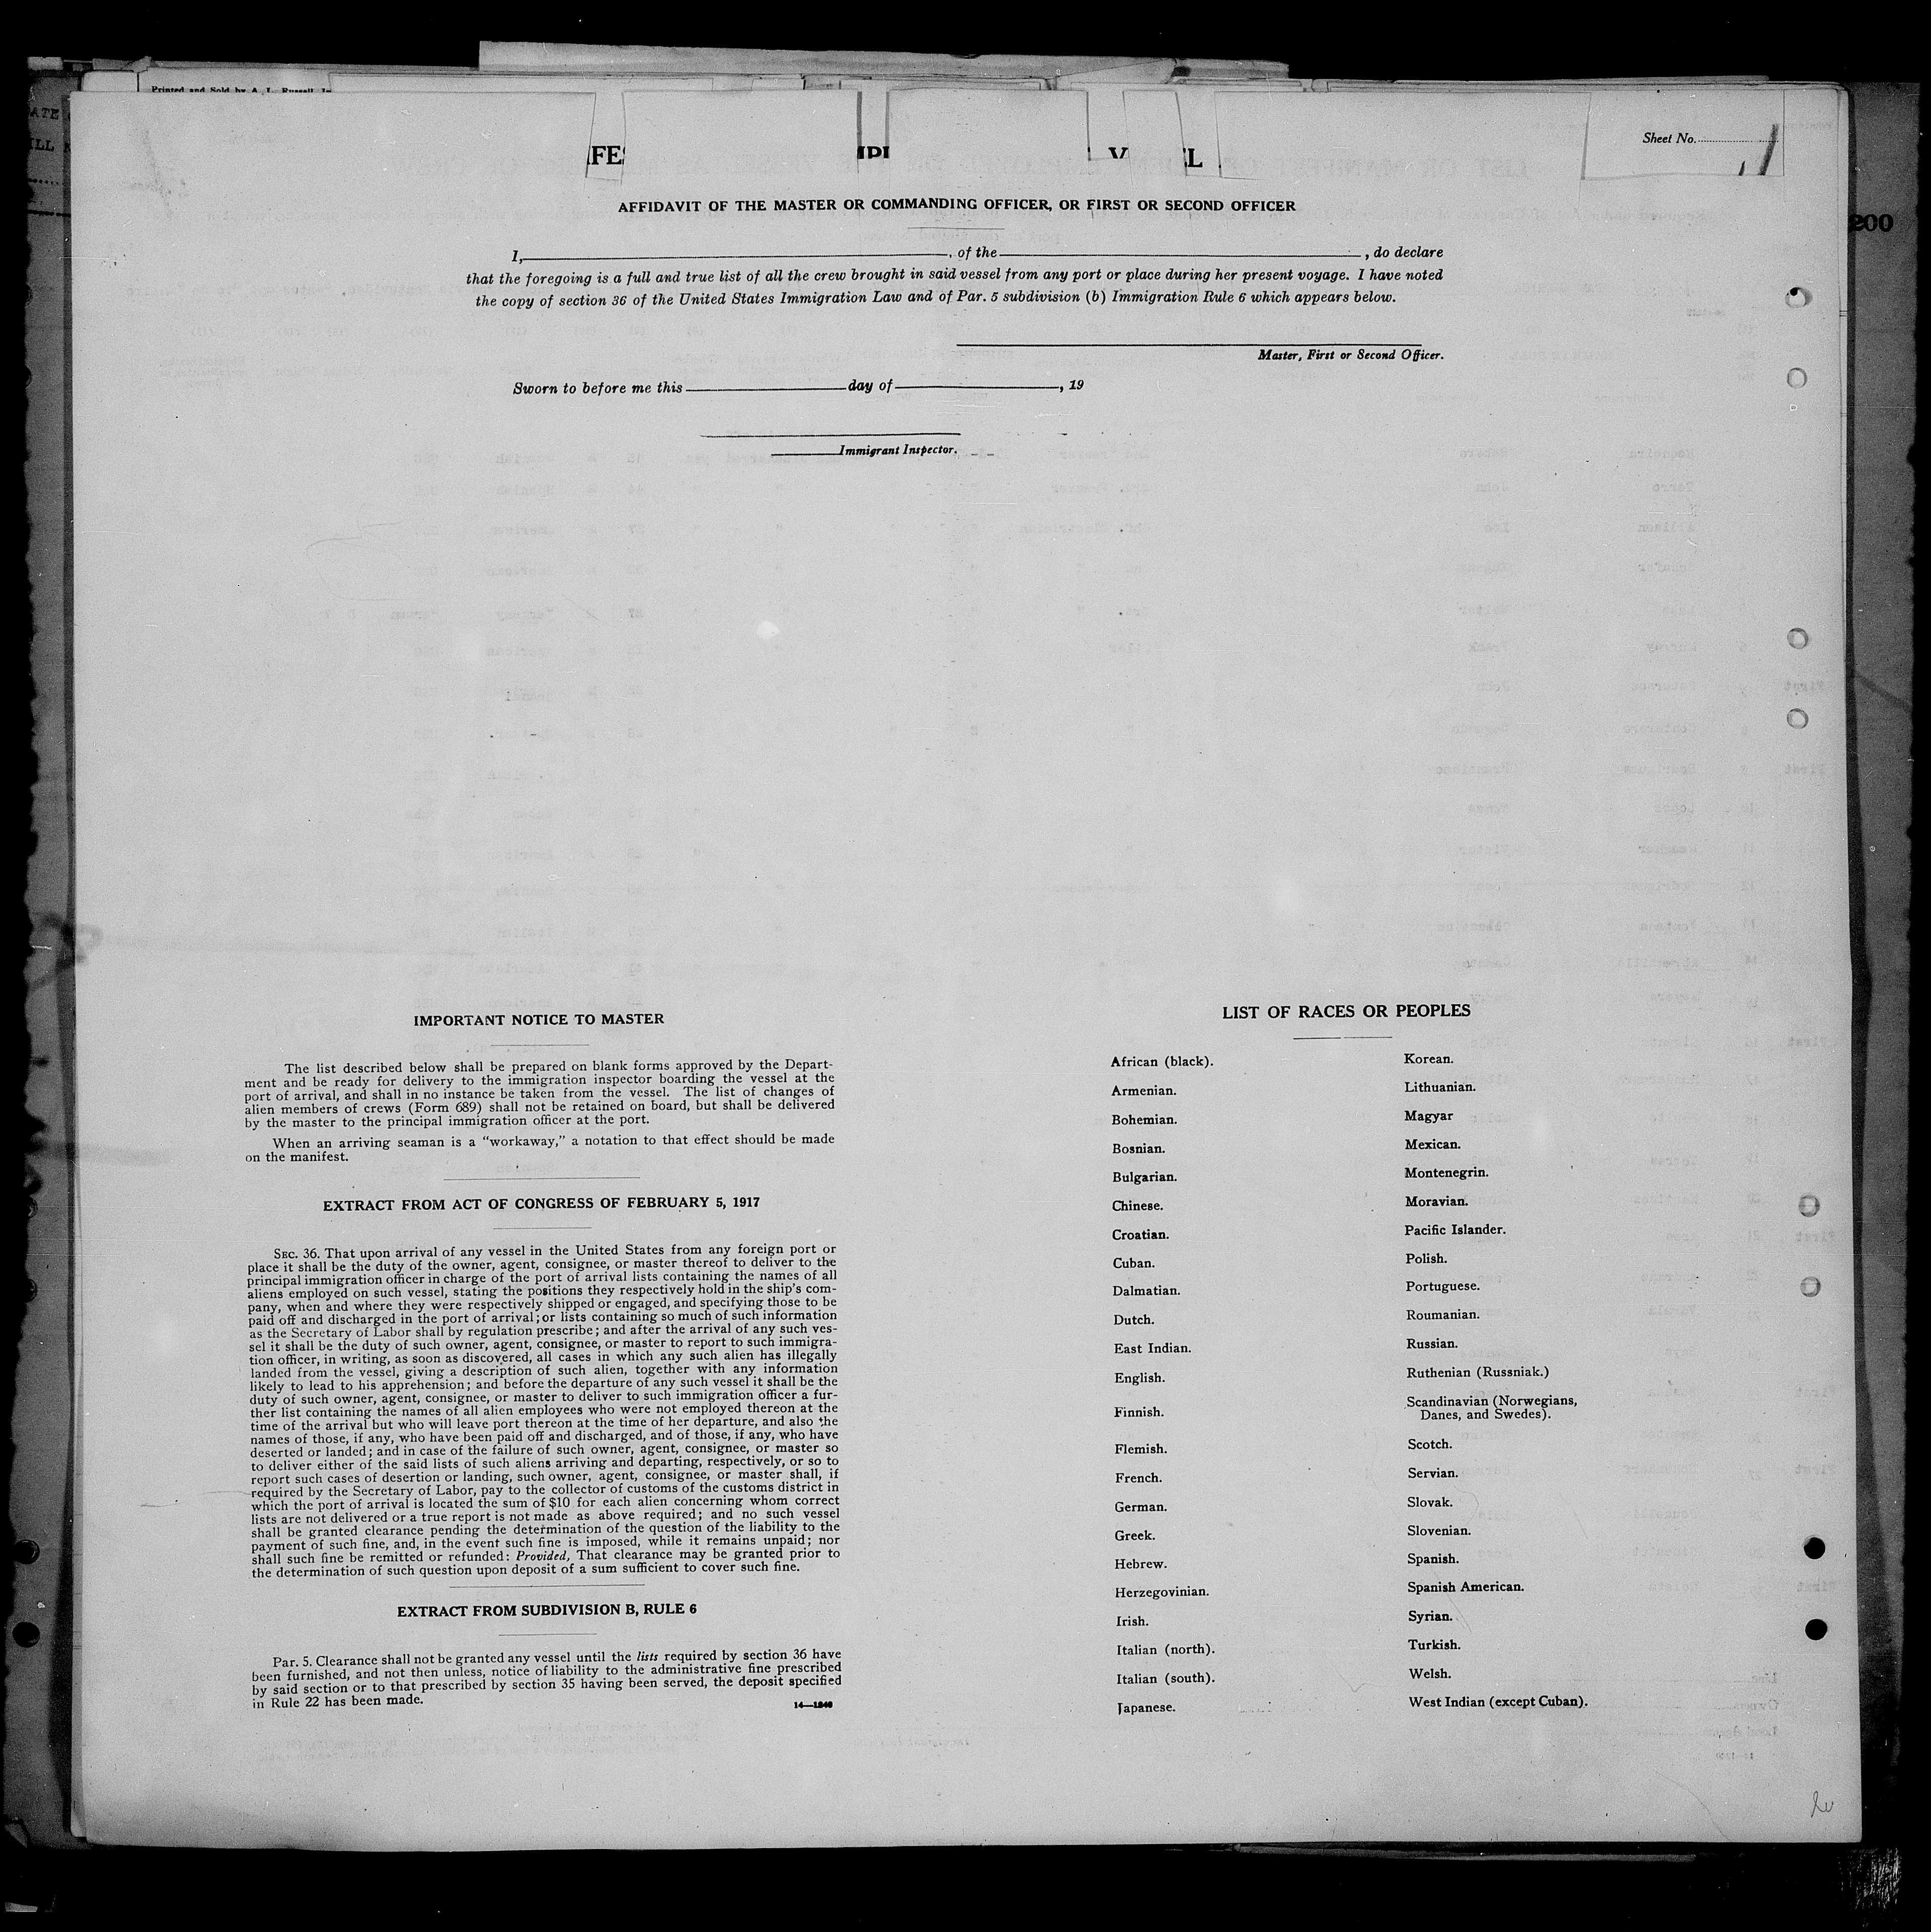 Printed and Sold by A. L. Russell, In
Sheet No.
AFFIDAVIT OF THE MASTER OR COMMANDING OFFICER, OR FIRST OR SECOND OFFICER
200
I, , of the , do declare
that the foregoing is a full and true list of all the crew brought in said vessel from any port or place during her present voyage. I have noted
the copy of section 36 of the United States Immigration Law and of Par. 5 subdivision (b) Immigration Rule 6 which appears below.
Master, First or Second Officer.
Sworn to before me this day of , 19
Immigrant Inspector.
IMPORTANT NOTICE TO MASTER
The list described below shall be prepared on blank forms approved by the Depart-
ment and be ready for delivery to the immigration inspector boarding the vessel at the
port of arrival, and shall in no instance be taken from the vessel. The list of changes of
alien members of crews (Form 689) shall not be retained on board, but shall be delivered
by the master to the principal immigration officer at the port.
When an arriving seaman is a “workaway,” a notation to that effect should be made
on the manifest.
EXTRACT FROM ACT OF CONGRESS OF FEBRUARY 5, 1917
SEC. 36. That upon arrival of any vessel in the United States from any foreign port or
place it shall be the duty of the owner, agent, consignee, or master thereof to deliver to the
principal immigration officer in charge of the port of arrival lists containing the names of all
aliens employed on such vessel, stating the positions they respectively hold in the ship’s com-
pany, when and where they were respectively shipped or engaged, and specifying those to be
paid off and discharged in the port of arrival; or lists containing so much of such information
as the Secretary of Labor shall by regulation prescribe; and after the arrival of any such ves-
sel it shall be the duty of such owner, agent, consignee, or master to report to such immigra-
tion officer, in writing, as soon as discovered, all cases in which any such alien has illegally
landed from the vessel, giving a description of such alien, together with any information
likely to lead to his apprehension; and before the departure of any such vessel it shall be the
duty of such owner, agent, consignee, or master to deliver to such immigration officer a fur-
ther list containing the names of all alien employees who were not employed thereon at the
time of the arrival but who will leave port thereon at the time of her departure, and also the
names of those, if any, who have been paid off and discharged, and of those, if any, who have
deserted or landed; and in case of the failure of such owner, agent, consignee, or master so
to deliver either of the said lists of such aliens arriving and departing, respectively, or so to
report such cases of desertion or landing, such owner, agent, consignee, or master shall, if
required by the Secretary of Labor, pay to the collector of customs of the customs district in
which the port of arrival is located the sum of $10 for each alien concerning whom correct
lists are not delivered or a true report is not made as above required; and no such vessel
shall be granted clearance pending the determination of the question of the liability to the
payment of such fine, and, in the event such fine is imposed, while it remains unpaid; nor
shall such fine be remitted or refunded: Provided, That clearance may be granted prior to
the determination of such question upon deposit of a sum sufficient to cover such fine.
EXTRACT FROM SUBDIVISION B, RULE 6
Par. 5. Clearance shall not be granted any vessel until the lists required by section 36 have
been furnished, and not then unless, notice of liability to the administrative fine prescribed
by said section or to that prescribed by section 35 having been served, the deposit specified
in Rule 22 has been made.
14—1240
LIST OF RACES OR PEOPLES
African (black).
Armenian.
Bohemian.
Bosnian.
Bulgarian.
Chinese.
Croatian.
Cuban.
Dalmatian.
Dutch.
East Indian.
English.
Finnish.
Flemish.
French.
German.
Greek.
Hebrew.
Herzegovinian.
Irish.
Italian (north).
Italian (south).
Japanese.
Korean.
Lithuanian.
Magyar
Mexican.
Montenegrin.
Moravian.
Pacific Islander.
Polish.
Portuguese.
Roumanian.
Russian.
Ruthenian (Russniak.)
Scandinavian (Norwegians,
Danes, and Swedes).
Scotch.
Servian.
Slovak.
Slovenian.
Spanish.
Spanish American.
Syrian.
Turkish.
Welsh.
West Indian (except Cuban).